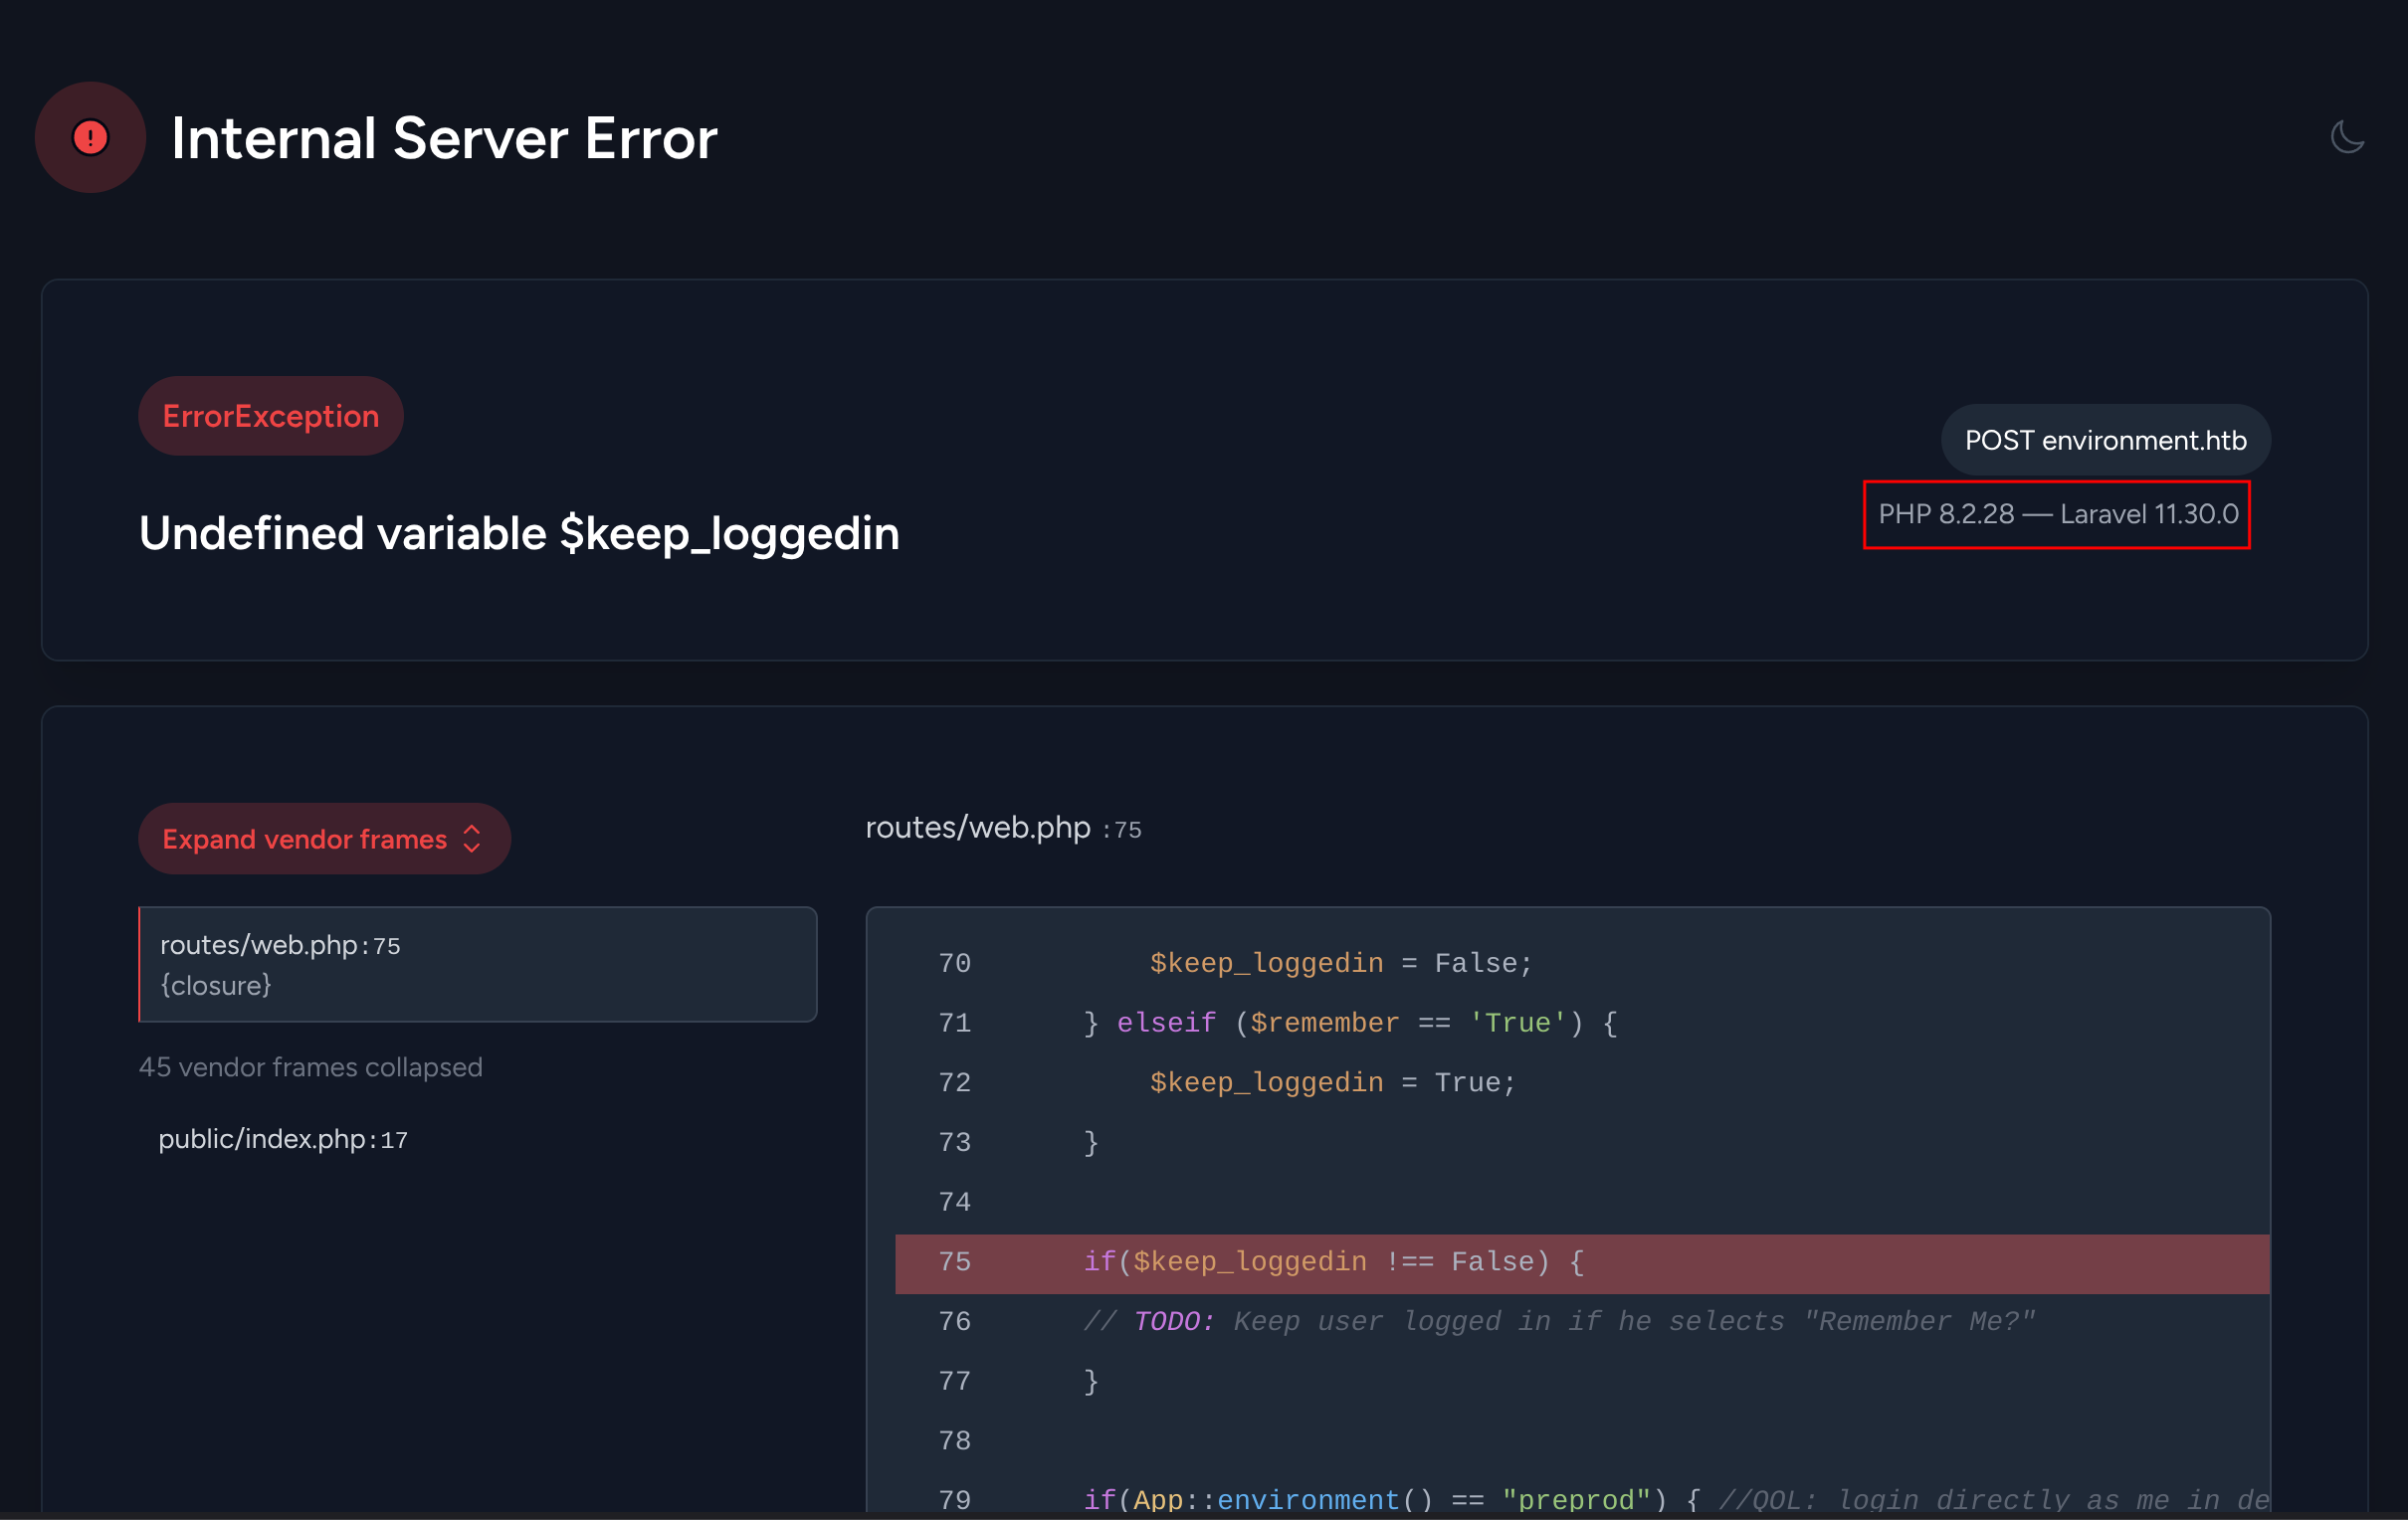 Internal Server Error
ErrorException
POST environment.htb
PHP 8.2.28 — Laravel 11.30.0
Undefined variable $keep_loggedin
Expand vendor frames
routes/web.php :75
routes/web.php:75
{closure}
45 vendor frames collapsed
public/index.php:17
70 $keep_loggedin = False;
71 } elseif ($remember == 'True') {
72 $keep_loggedin = True;
73 }
74
75 if($keep_loggedin !== False) {
76 // TODO: Keep user logged in if he selects "Remember Me?"
77 }
78
79 if(App::environment() == "preprod") { //QOL: login directly as me in de